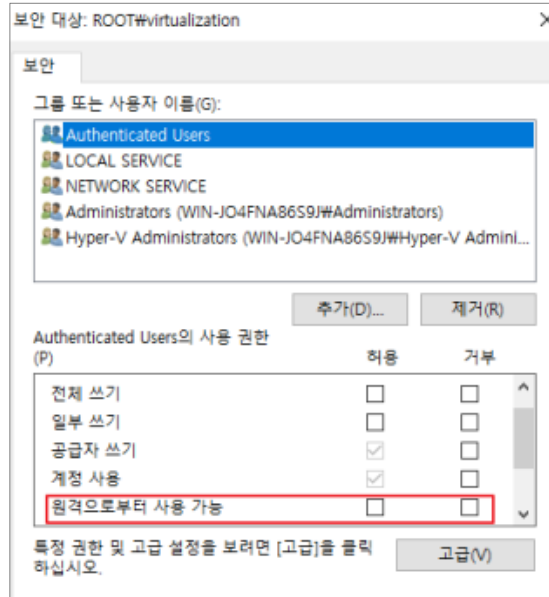 보안 대상: ROOT₩virtualization
보안
그룹 또는 사용자 이름(G):
Authenticated Users
LOCAL SERVICE
NETWORK SERVICE
Administrators (WIN-JO4FNA86S9J₩Administrators)
Hyper-V Administrators (WIN-JO4FNA86S9J₩Hyper-V Admini...
추가(D)... 제거(R)
Authenticated Users의 사용 권한
(P) 허용 거부
전체 쓰기
일부 쓰기
공급자 쓰기
계정 사용
원격으로부터 사용 가능
특정 권한 및 고급 설정을 보려면 [고급]을 클릭
하십시오.
고급(V)